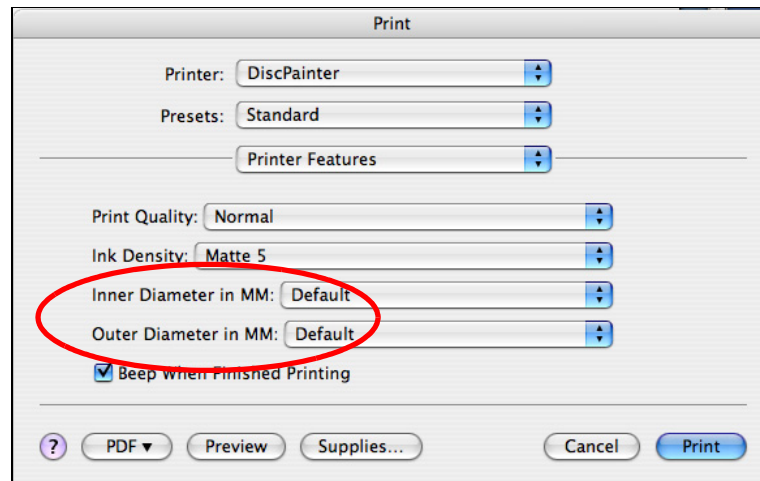 Print
Printer: DiscPainter
Presets: Standard
Printer Features
Print Quality: Normal
Ink Density: Matte 5
Inner Diameter in MM: Default
Outer Diameter in MM: Default
Beep When Finished Printing
? PDF▼ Preview Supplies... Cancel Print